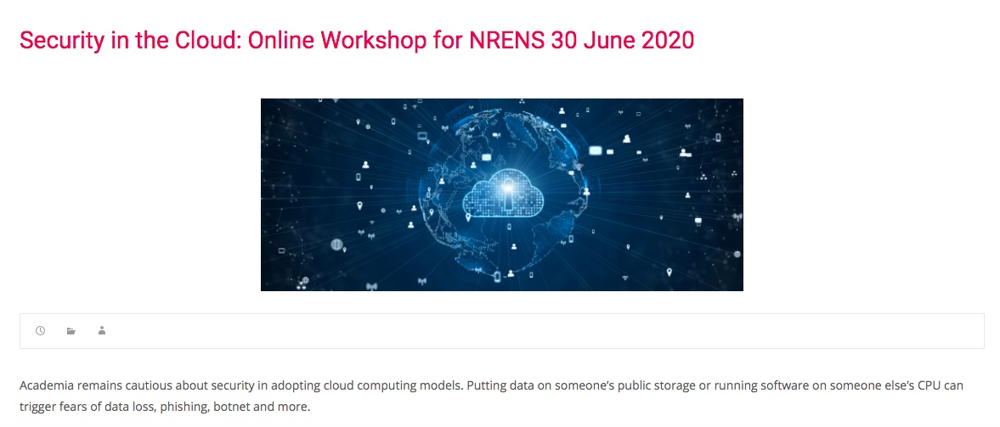 Security in the Cloud: Online Workshop for NRENS 30 June 2020
Academia remains cautious about security in adopting cloud computing models. Putting data on someone’s public storage or running software on someone else’s CPU can
trigger fears of data loss, phishing, botnet and more.